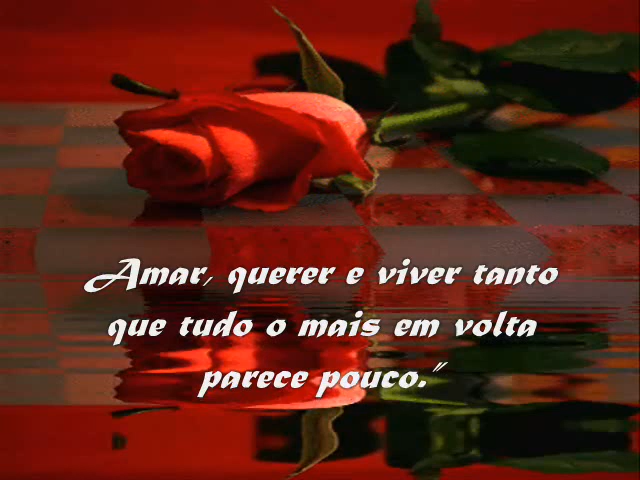 Amar, querer e viver tanto
que tudo o mais em volta
parece pouco."